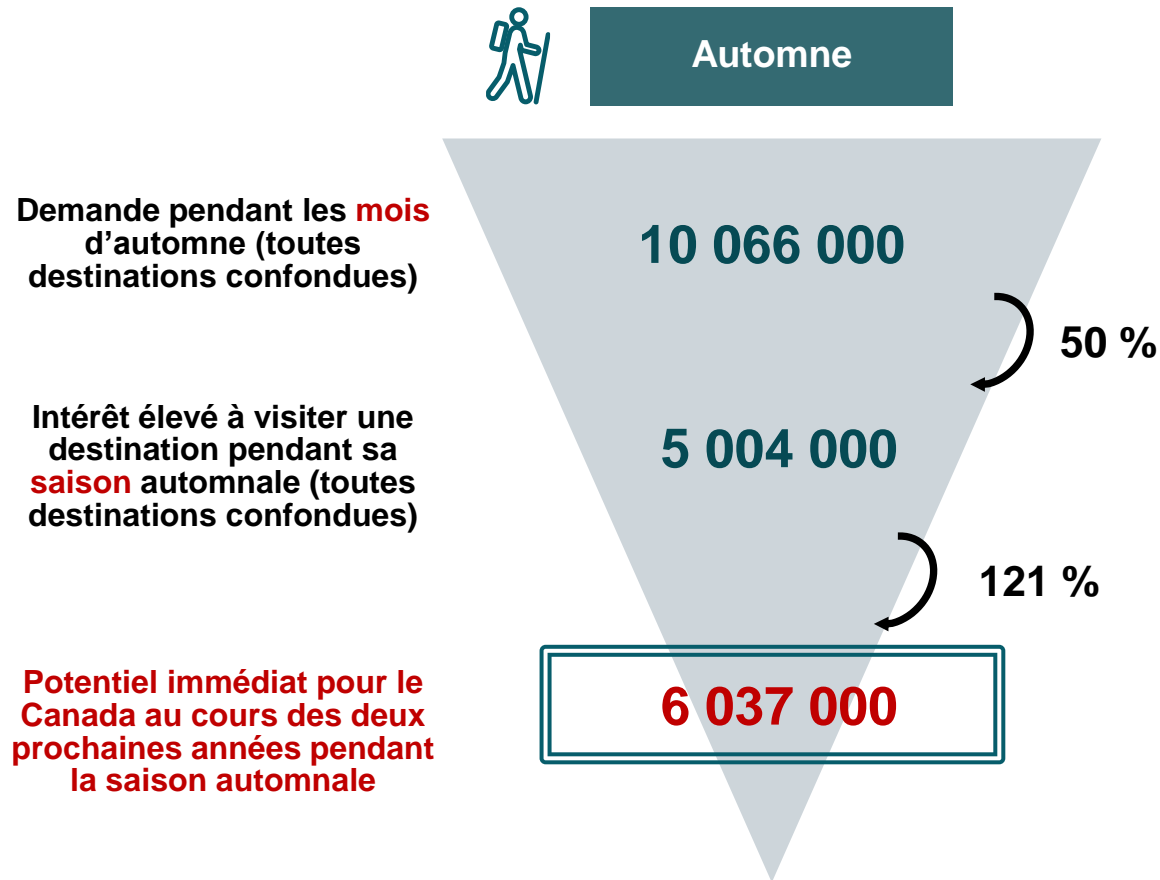 Automne
Demande pendant les mois
d’automne (toutes
destinations confondues)
10 066 000
50 %
Intérêt élevé à visiter une
destination pendant sa
saison automnale (toutes
destinations confondues)
5 004 000
121 %
Potentiel immédiat pour le
Canada au cours des deux
prochaines années pendant
la saison automnale
6 037 000